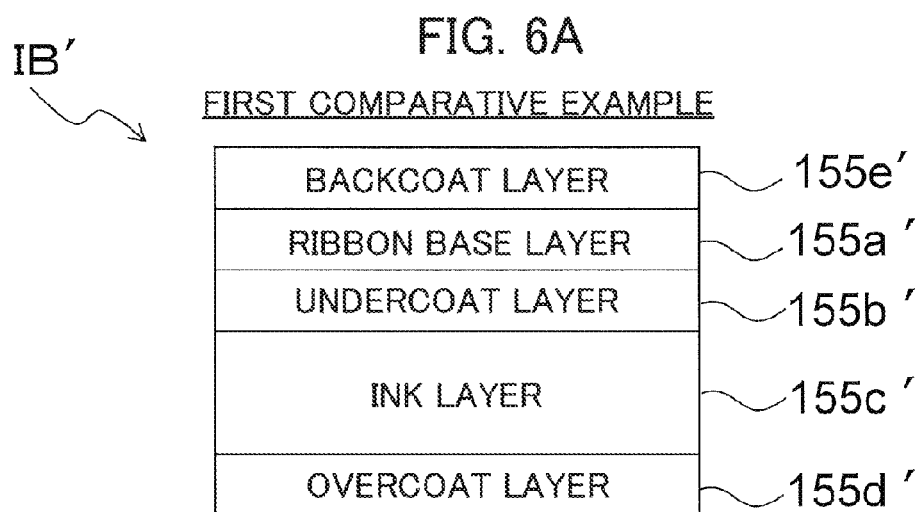 FIG. 6A
IB′
FIRST COMPARATIVE EXAMPLE
BACKCOAT LAYER 155e′
RIBBON BASE LAYER 155a ′
UNDERCOAT LAYER 155b ′
INK LAYER 155c ′
OVERCOAT LAYER 155d ′